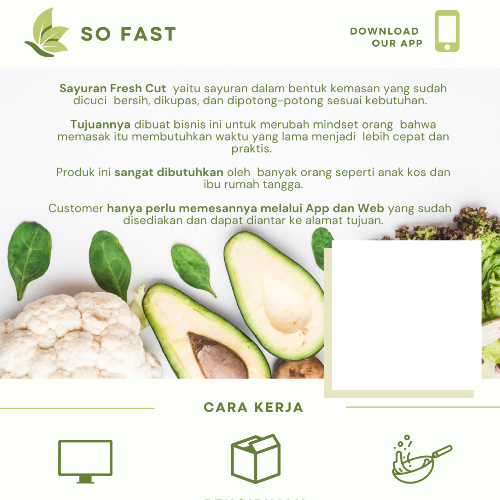 SO FAST
DOWNLOAD
OUR APP
Sayuran Fresh Cut yaitu sayuran dalam bentuk kemasan yang sudah
dicuci bersih, dikupas, dan dipotong-potong sesuai kebutuhan.
Tujuannya dibuat bisnis ini untuk merubah mindset orang bahwa
memasak itu membutuhkan waktu yang lama menjadi lebih cepat dan
praktis.
Produk ini sangat dibutuhkan oleh banyak orang seperti anak kos dan
ibu rumah tangga.
Customer hanya perlu memesannya melalui App dan Web yang sudah
disediakan dan dapat diantar ke alamat tujuan.
CARA KERJA